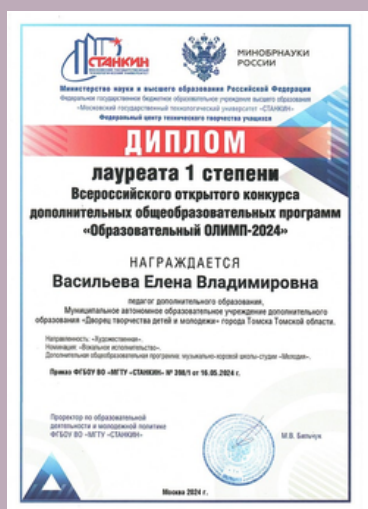 СТАНКИН
МИНОБРНАУКИ
РОССИИ
Министерство науки и высшего образования Российской Федерации
Федеральное государственное бюджетное образовательное учреждение высшего образования
«Московский государственный технологический университет «СТАНКИН»
Федеральный центр технического творчества учащихся
ДИПЛОМ
лауреата 1 степени
Всероссийского открытого конкурса
дополнительных общеобразовательных программ
«Образовательный ОЛИМП-2024»
НАГРАЖДАЕТСЯ
Васильева Елена Владимировна
педагог дополнительного образования,
Муниципальное автономное образовательное учреждение дополнительного
образования «Дворец творчества детей и молодежи» города Томска Томской области.
Направленность: «Художественная».
Номинация: «Вокальное исполнительство».
Дополнительная общеобразовательная программа: музыкально-хоровой школы-студии «Мелодия».
Приказ ФГБОУ ВО «МГТУ «СТАНКИН» № 398/1 от 16.05.2024 г.
Проректор по образовательной
деятельности и молодежной политике
ФГБОУ ВО «МГТУ «СТАНКИН»
М.В. Бильчук
Москва 2024 г.